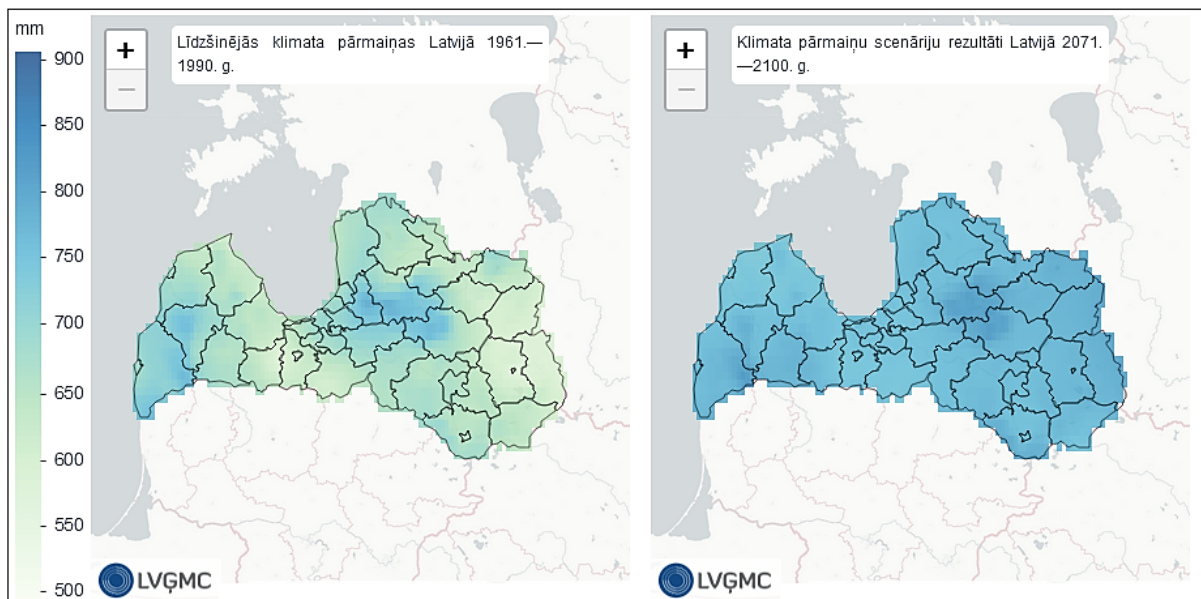 mm
900
850
800
750
700
650
600
550
500
+
−
Līdzšinējās klimata pārmaiņas Latvijā 1961.—
1990. g.
LVĢMC
+
−
Klimata pārmaiņu scenāriju rezultāti Latvijā 2071.
—2100. g.
LVĢMC